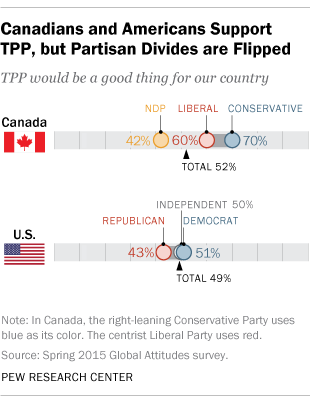 Canadians and Americans Support
TPP, but Partisan Divides are Flipped
TPP would be a good thing for our country
NDP LIBERAL CONSERVATIVE
Canada
42% 60% 70%
TOTAL 52%
INDEPENDENT 50%
REPUBLICAN DEMOCRAT
U.S.
43% 51%
TOTAL 49%
Note: In Canada, the right-leaning Conservative Party uses
blue as its color. The centrist Liberal Party uses red.
Source: Spring 2015 Global Attitudes survey.
PEW RESEARCH CENTER